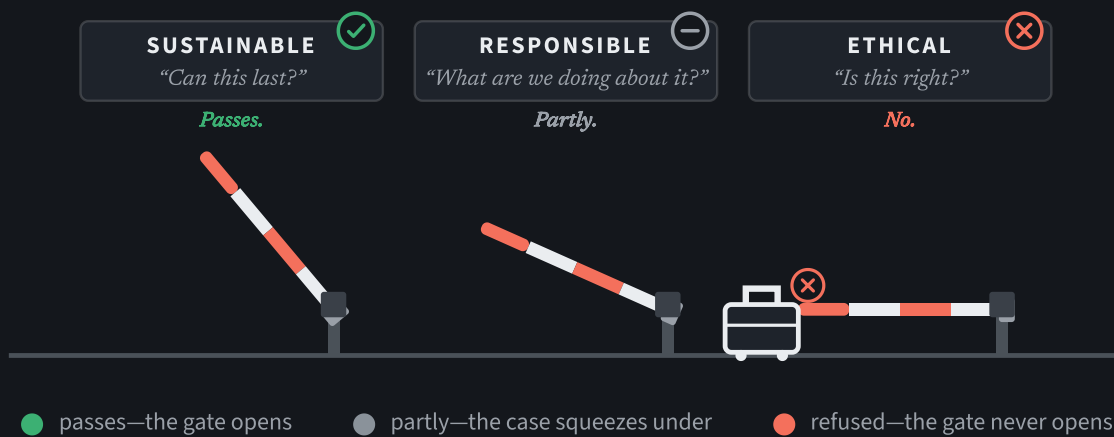 SUSTAINABLE
“Can this last?”
Passes.
RESPONSIBLE
“What are we doing about it?”
Partly.
ETHICAL
“Is this right?”
No.
passes—the gate opens
partly—the case squeezes under
refused—the gate never opens